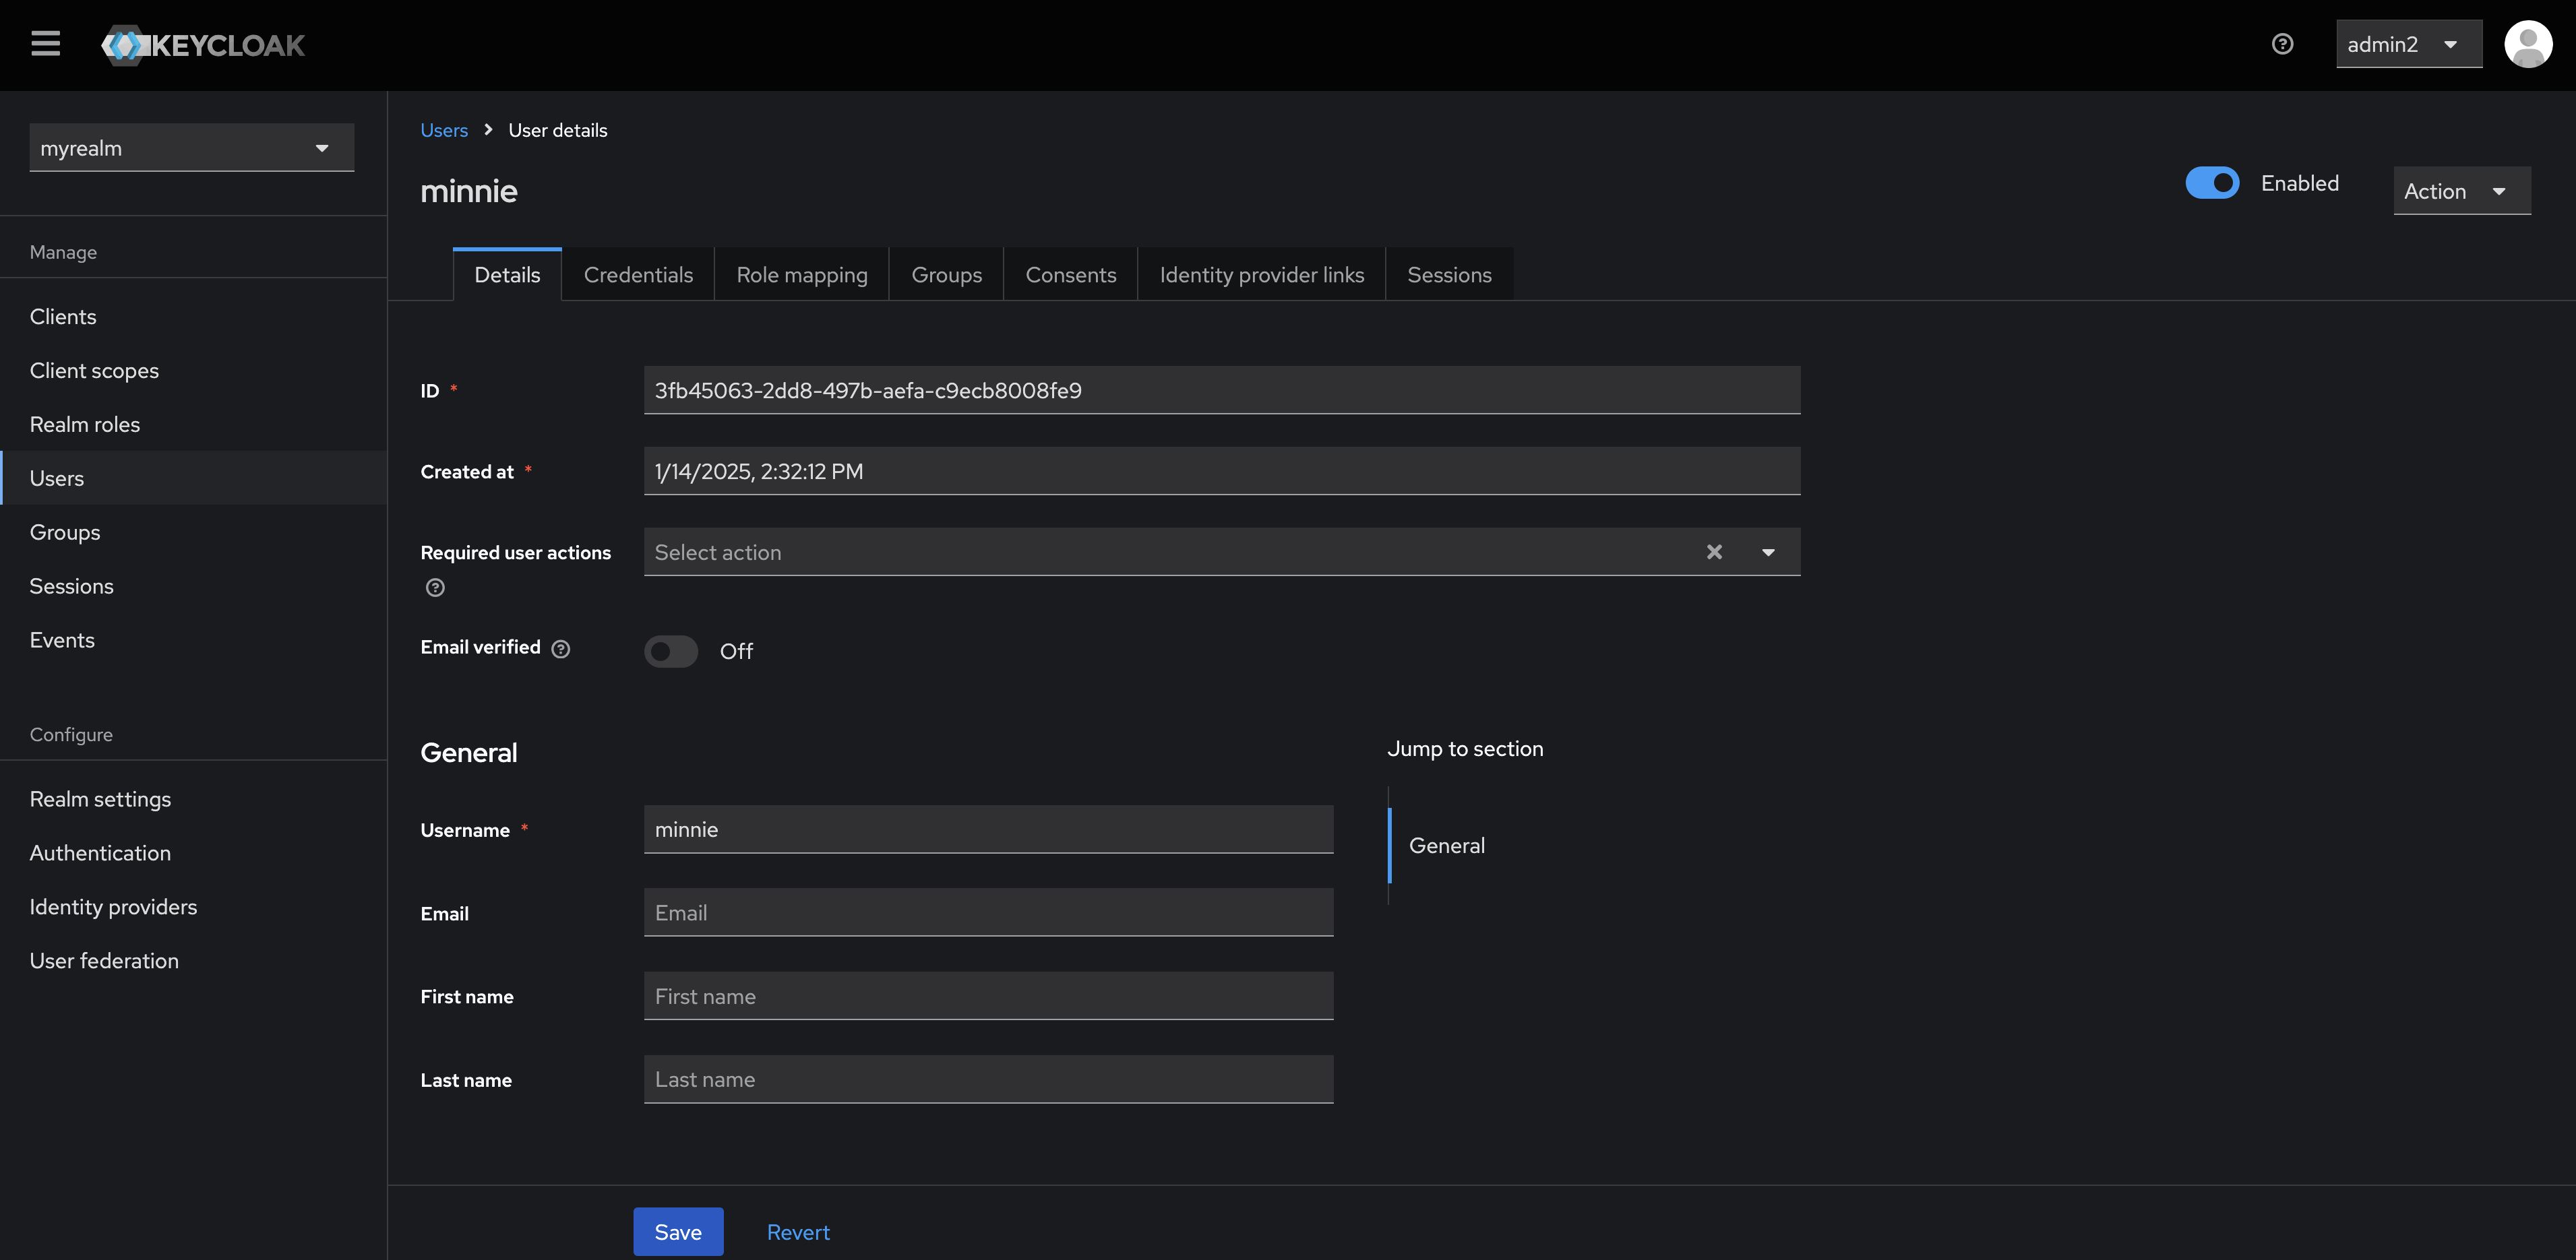 KEYCLOAK
admin2
myrealm
Manage
Clients
Client scopes
Realm roles
Users
Groups
Sessions
Events
Configure
Realm settings
Authentication
Identity providers
User federation
Users > User details
minnie
Enabled
Action
Details Credentials Role mapping Groups Consents Identity provider links Sessions
ID * 3fb45063-2dd8-497b-aefa-c9ecb8008fe9
Created at * 1/14/2025, 2:32:12 PM
Required user actions Select action
Email verified Off
General
Jump to section
General
Username * minnie
Email Email
First name First name
Last name Last name
Save Revert